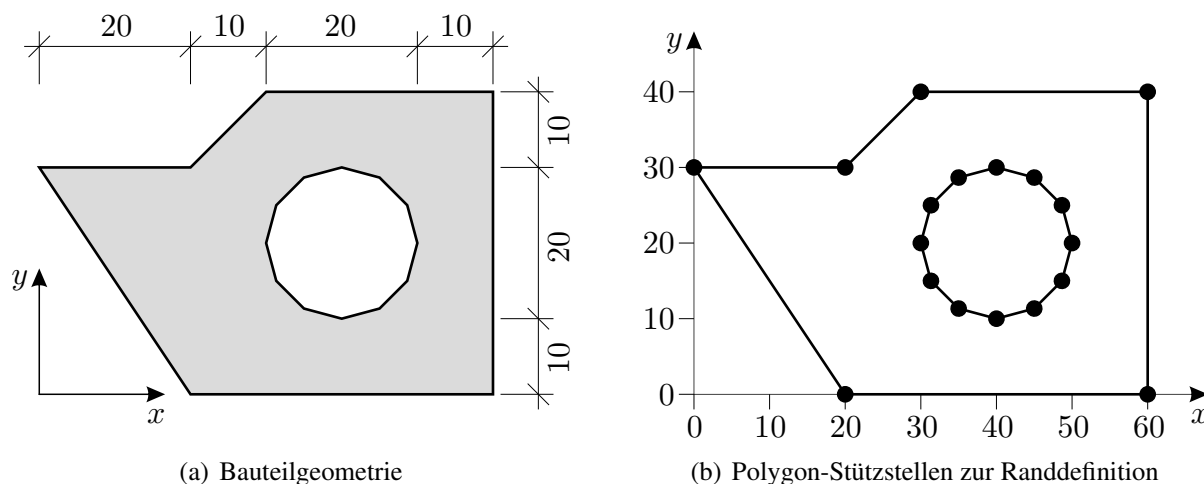 20 10 20 10
10
20
10
y
x
(a) Bauteilgeometrie
y
40
30
20
10
0
0 10 20 30 40 50 60 x
(b) Polygon-Stützstellen zur Randdefinition